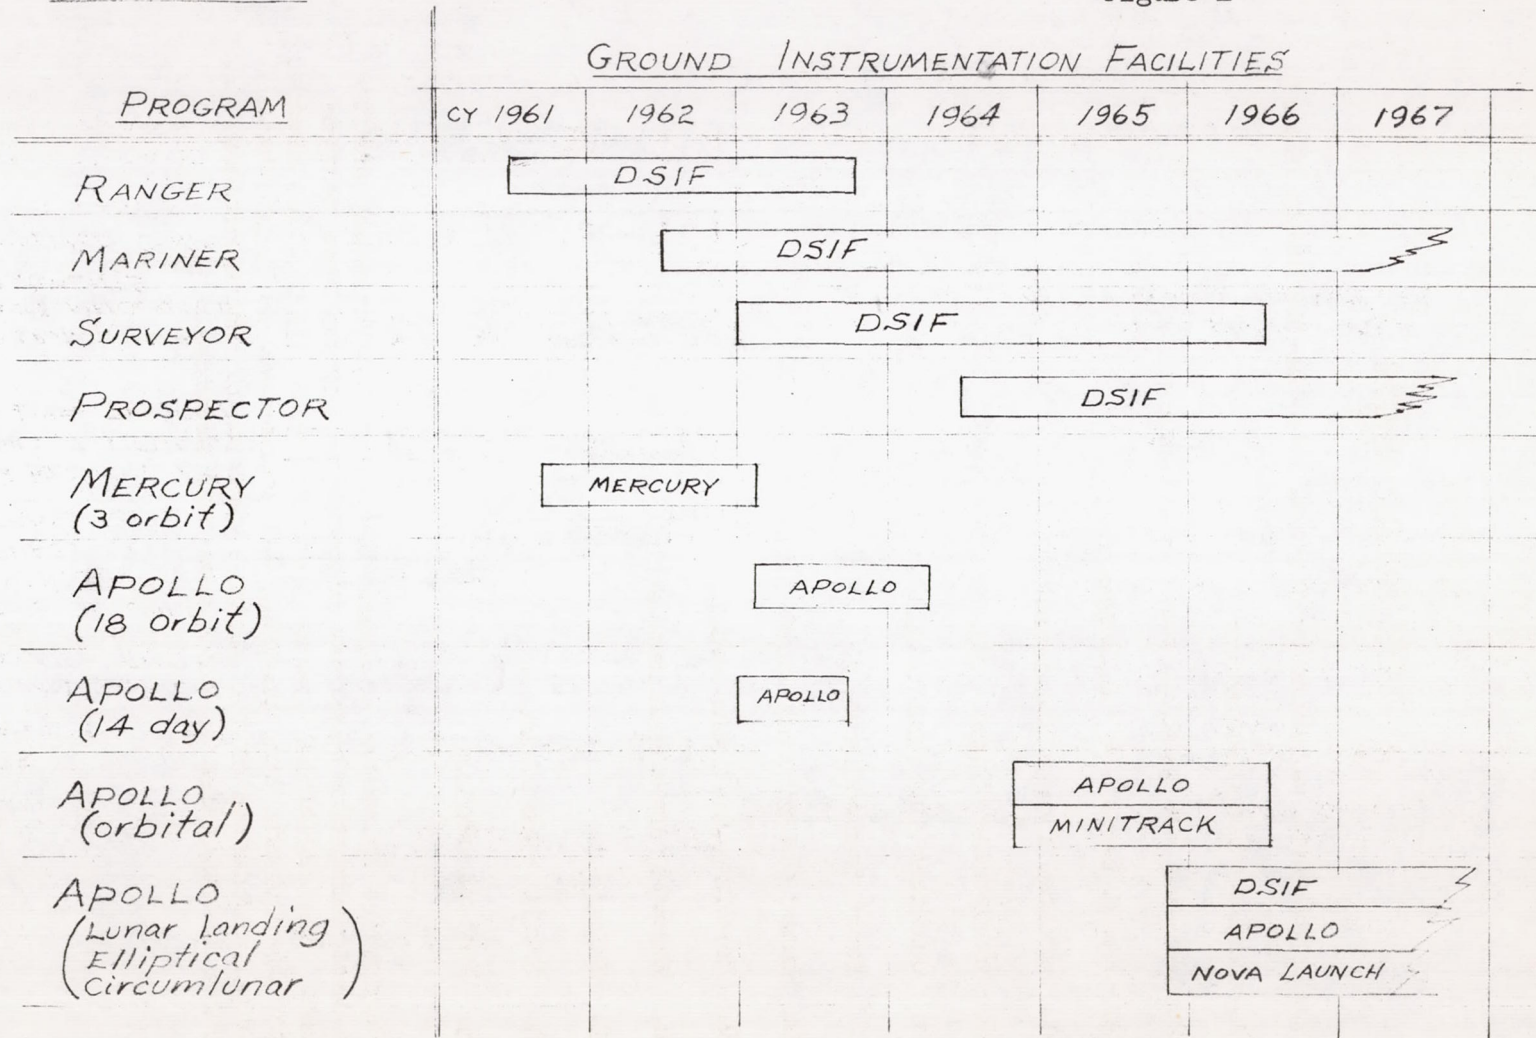 GROUND INSTRUMENTATION FACILITIES
PROGRAM CY 1961 1962 1963 1964 1965 1966 1967
RANGER DSIF
MARINER DSIF
SURVEYOR DSIF
PROSPECTOR DSIF
MERCURY MERCURY
(3 orbit)
APOLLO APOLLO
(18 orbit)
APOLLO APOLLO
(14 day)
APOLLO APOLLO
(orbital) MINITRACK
APOLLO DSIF
(Lunar landing APOLLO
Elliptical
Circumlunar) NOVA LAUNCH